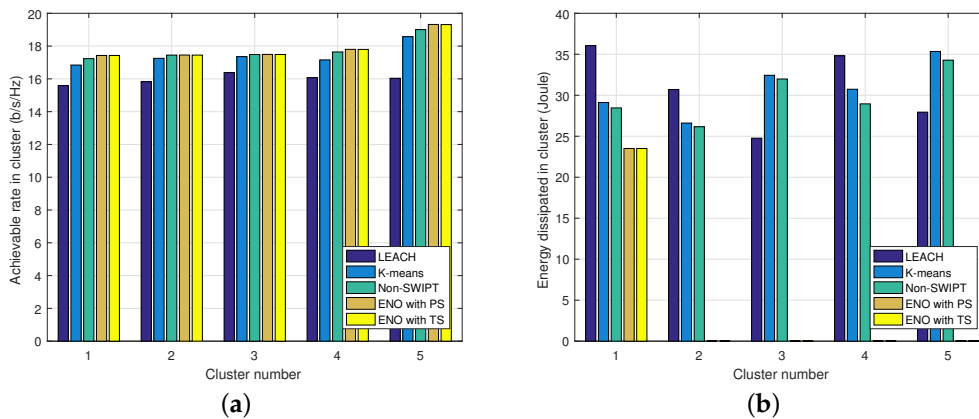 20
18
16
14
12
10
8
6
4
2
0
Achievable rate in cluster (b/s/Hz)
LEACH
K-means
Non-SWIPT
ENO with PS
ENO with TS
1 2 3 4 5
Cluster number
(a)
40
35
30
25
20
15
10
5
0
Energy dissipated in cluster (Joule)
LEACH
K-means
Non-SWIPT
ENO with PS
ENO with TS
1 2 3 4 5
Cluster number
(b)